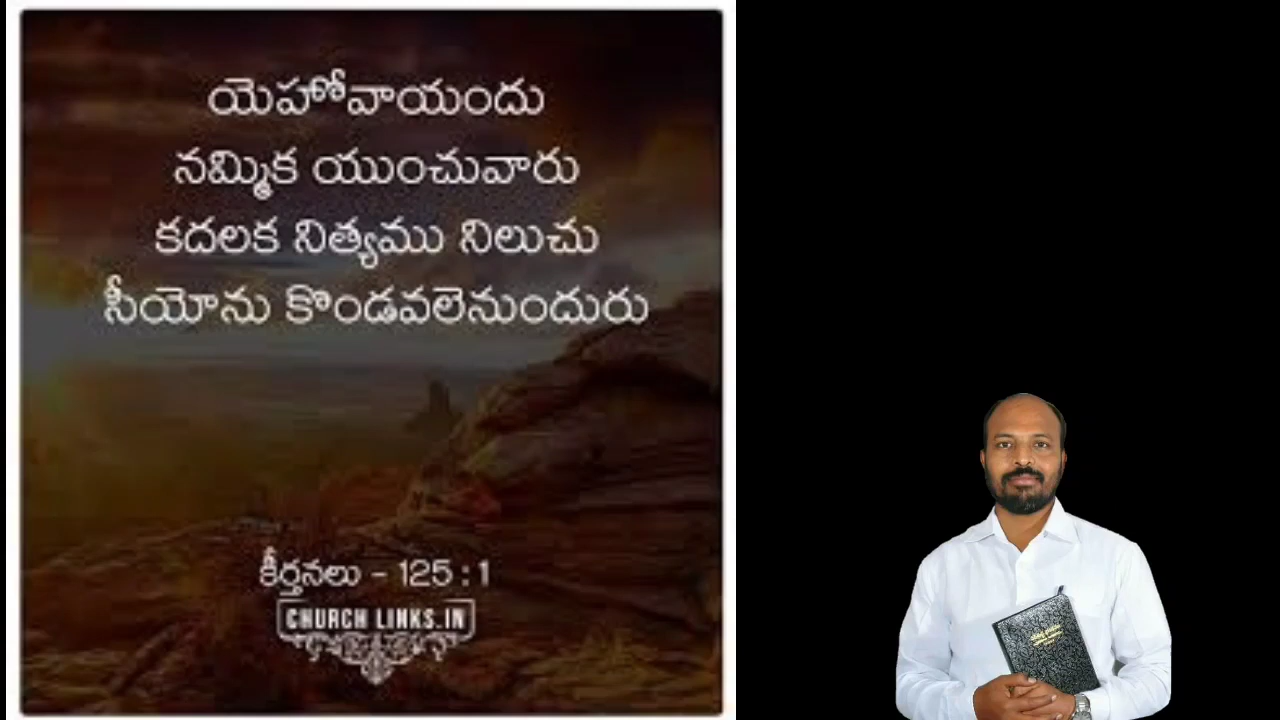 యెహోవాయందు
నమ్మిక యుంచువారు
కదలక నిత్యము నిలుచు
సీయోను కొండవలెనుందురు
కీర్తనలు - 125 : 1
CHURCH LINKS.IN